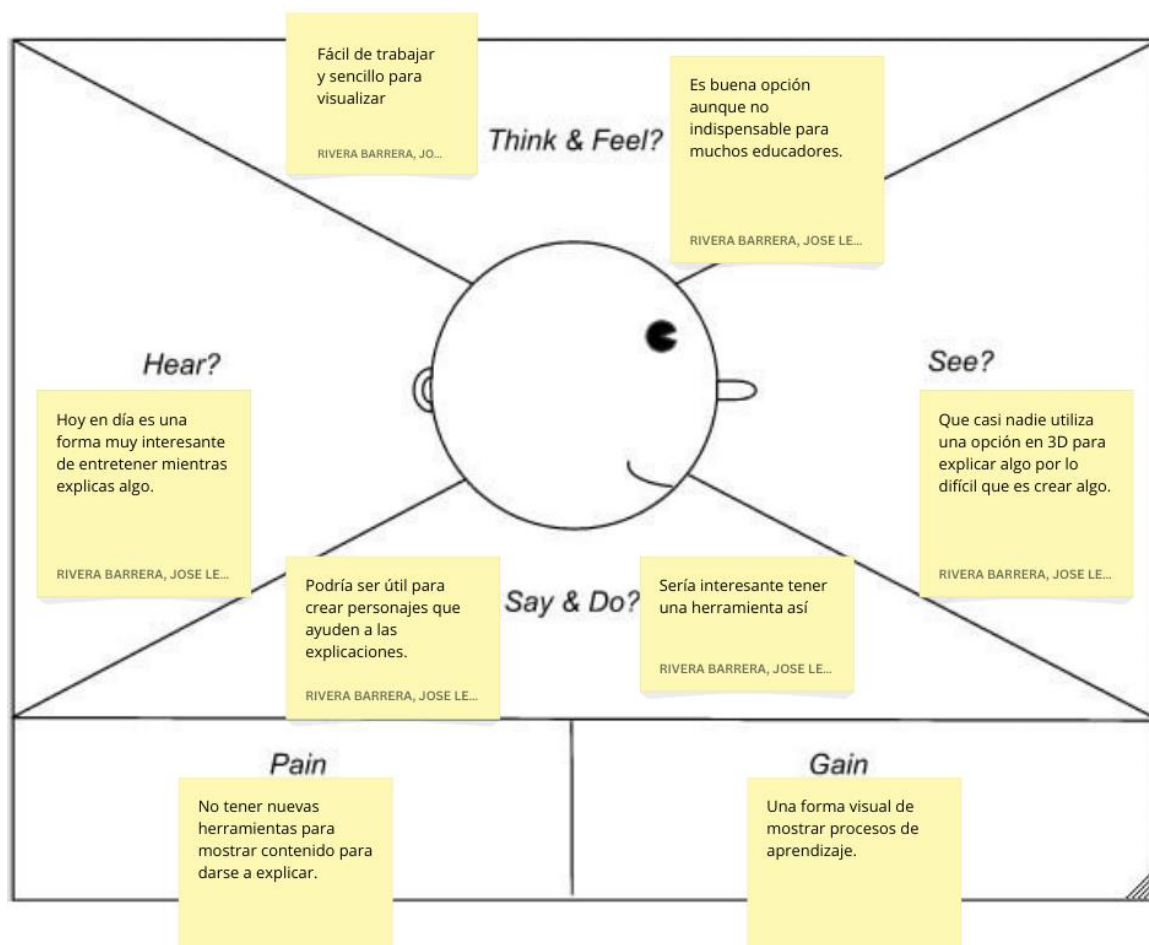 Fácil de trabajar
y sencillo para
visualizar
RIVERA BARRERA, JO...
Think & Feel?
Es buena opción
aunque no
indispensable para
muchos educadores.
RIVERA BARRERA, JOSE LE...
Hear?
Hoy en día es una
forma muy interesante
de entretener mientras
explicas algo.
RIVERA BARRERA, JOSE LE...
See?
Que casi nadie utiliza
una opción en 3D para
explicar algo por lo
difícil que es crear algo.
RIVERA BARRERA, JOSE LE...
Podría ser útil para
crear personajes que
ayuden a las
explicaciones.
RIVERA BARRERA, JOSE LE...
Say & Do?
Sería interesante tener
una herramienta así
RIVERA BARRERA, JOSE LE...
Pain
No tener nuevas
herramientas para
mostrar contenido para
darse a explicar.
Gain
Una forma visual de
mostrar procesos de
aprendizaje.